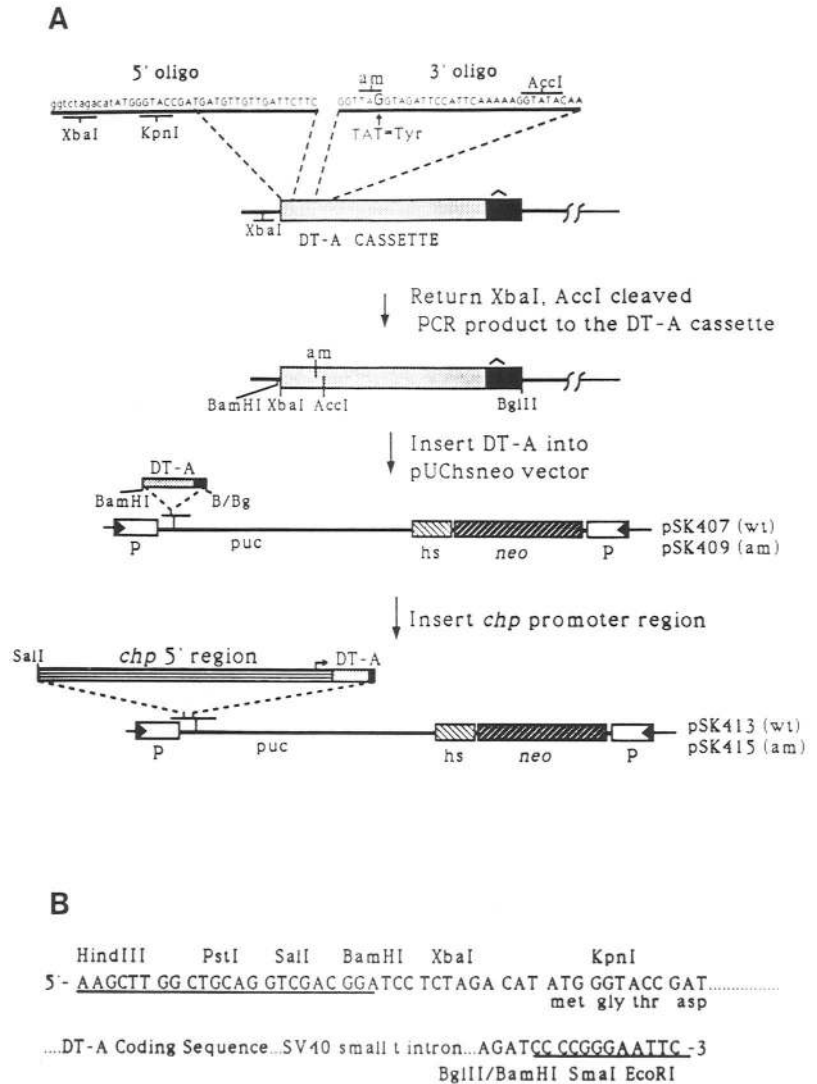 A
5' oligo
am
3' oligo
AccI
ggtctagacatATGGGTACCGATGATGTTGTTGATTCTTC
GGTTAGGTAGATTCCATTCAAAAAGGTATACAA
XbaI
KpnI
TAT=Tyr
XbaI
DT-A CASSETTE
Return XbaI, AccI cleaved
PCR product to the DT-A cassette
am
BamHI XbaI AccI
BglII
Insert DT-A into
pUChsneo vector
DT-A
BamHI
B/Bg
P
puc
hs
neo
P
pSK407 (wt)
pSK409 (am)
Insert chp promoter region
SalI
chp 5' region
DT-A
P
puc
hs
neo
P
pSK413 (wt)
pSK415 (am)
B
HindIII PstI SalI BamHI XbaI KpnI
5'- AAGCTT GG CTGCAG GTCGAC GGATCC TCTAGA CAT ATG GGTACC GAT...............
met gly thr asp
....DT-A Coding Sequence...SV40 small t intron...AGATCC CCGGGAATTC -3
BglII/BamHI SmaI EcoRI